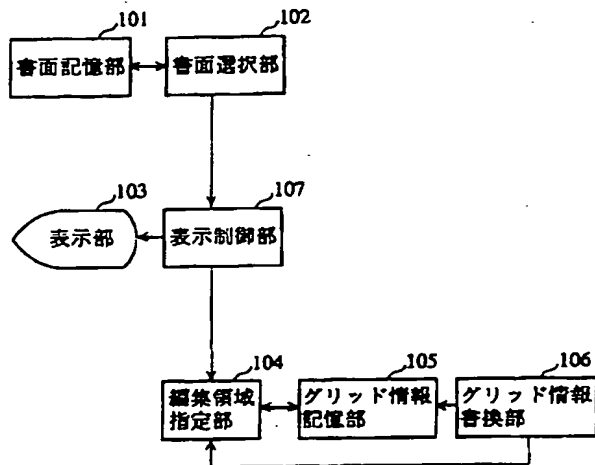 101
書面記憶部
102
書面選択部
103
表示部
107
表示制御部
104
編集領域
指定部
105
グリッド情報
記憶部
106
グリッド情報
書換部